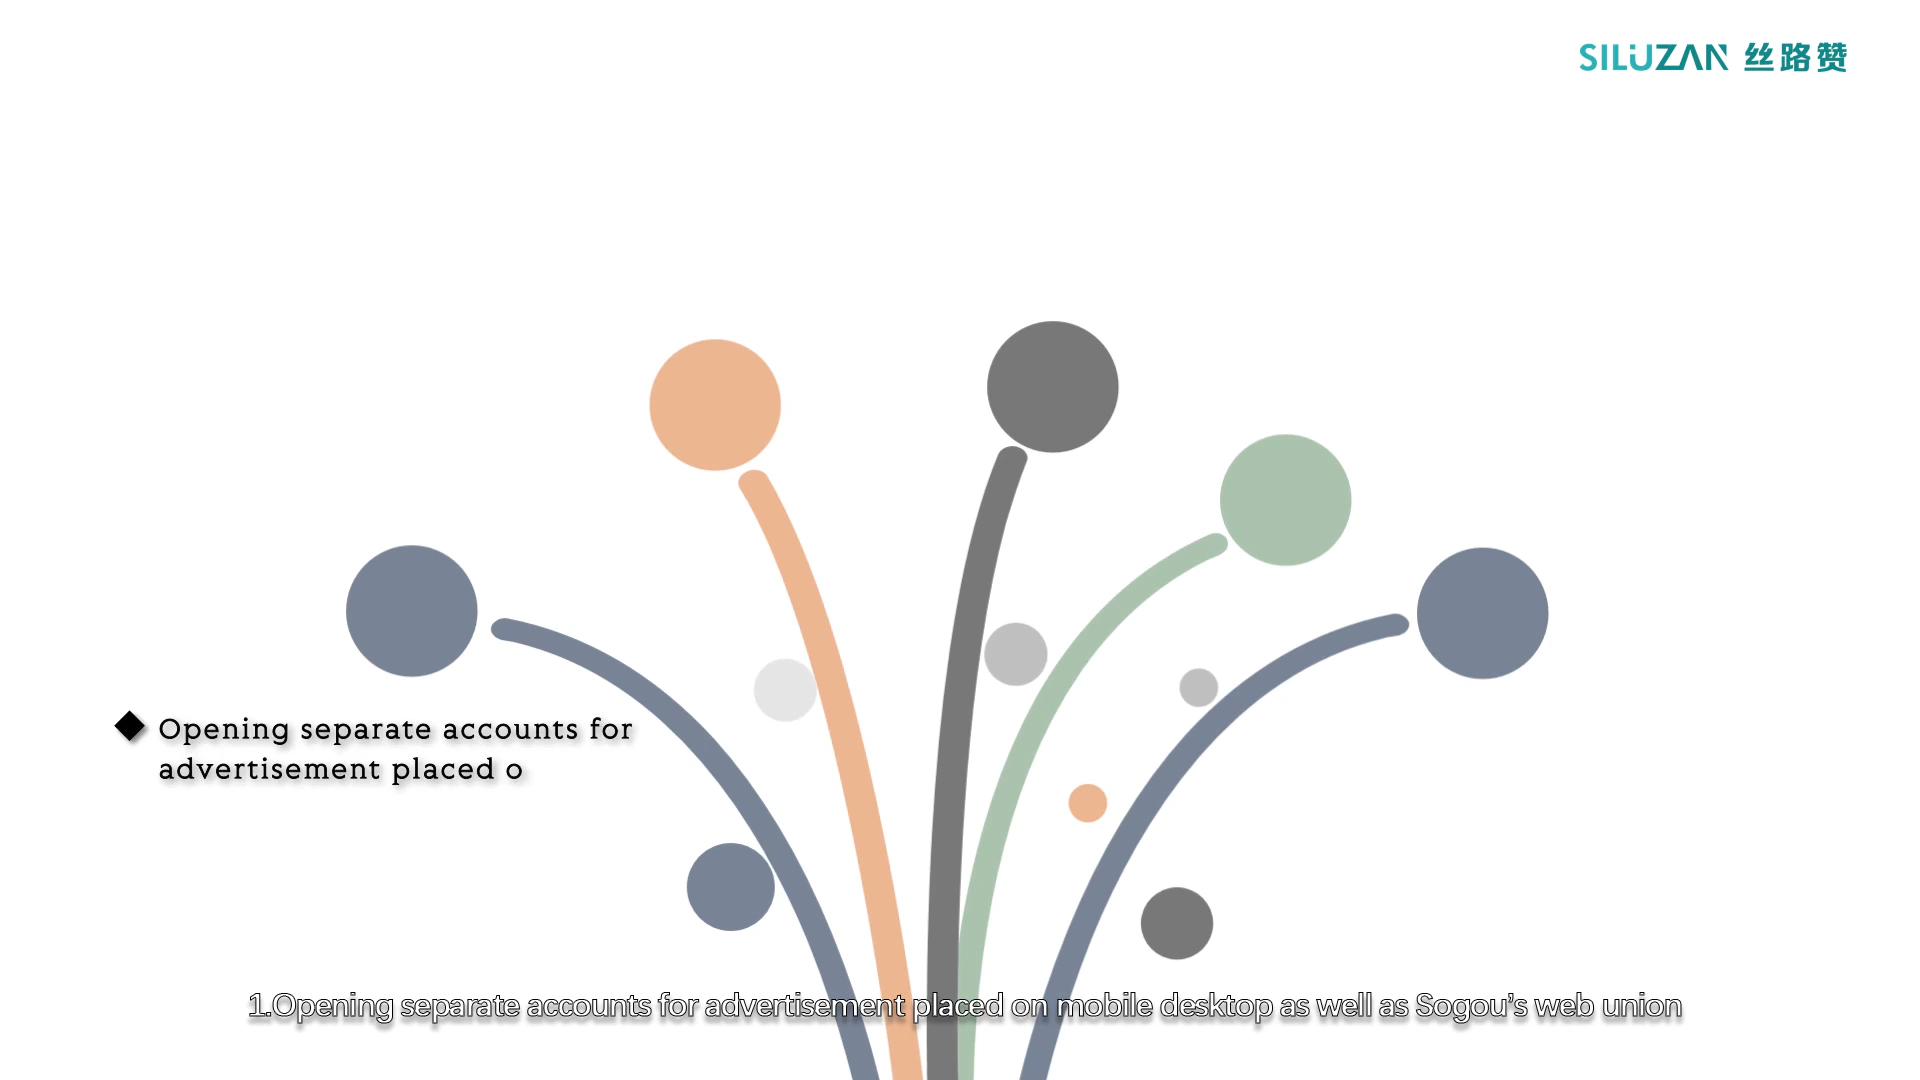 SILUZAN 丝路赞
Opening separate accounts for
advertisement placed o
1.Opening separate accounts for advertisement placed on mobile desktop as well as Sogou’s web union